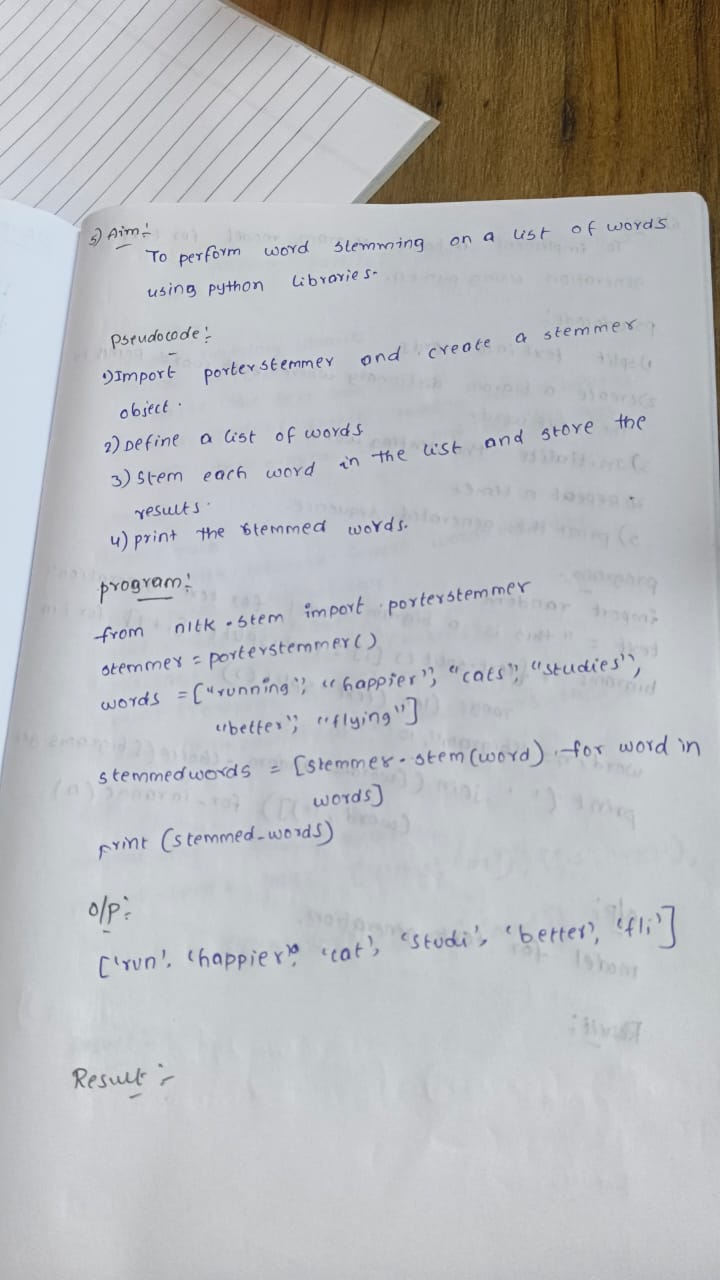 5) Aim:-
To perform word stemming on a list of words
using python libraries.
pseudocode:-
1) Import porterstemmer and create a stemmer
object.
2) Define a list of words
3) Stem each word in the list and store the
results.
4) print the stemmed words.
program:-
from nltk.stem import porterstemmer
stemmer = porterstemmer()
words = ["running", "happier", "cats", "studies",
"better", "flying"]
stemmedwords = [stemmer.stem(word) for word in
words]
print (stemmed_words)
o/p:-
['run', 'happier', 'cat', 'studi', 'better', 'fli']
Result:-